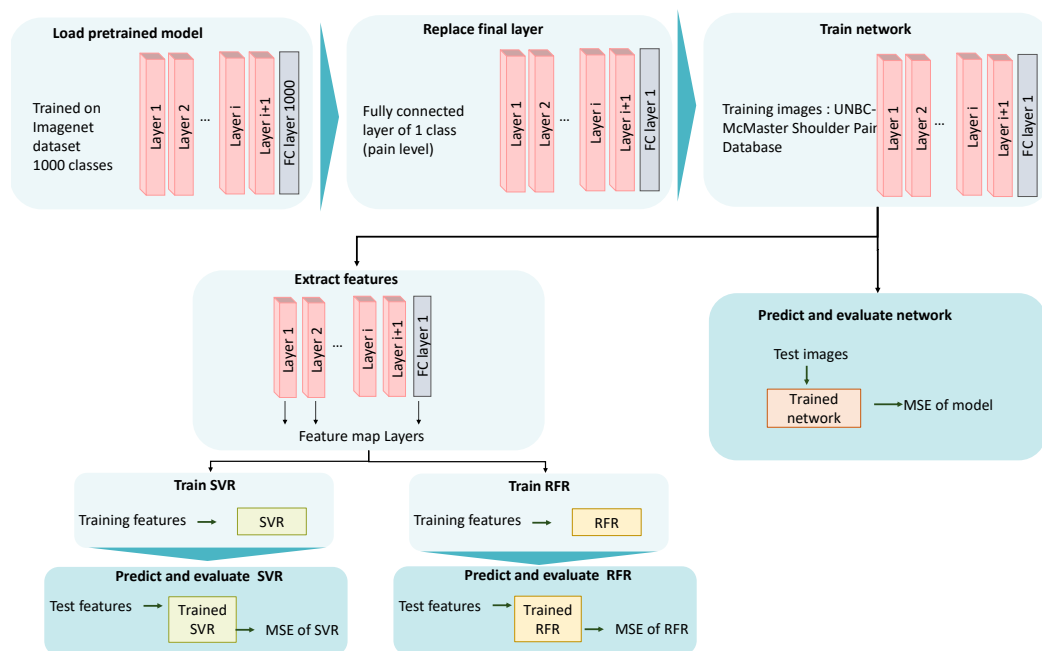 Load pretrained model
Trained on
Imagenet
dataset
1000 classes
Layer 1
Layer 2
...
Layer i
Layer i+1
FC layer 1000
Replace final layer
Fully connected
layer of 1 class
(pain level)
Layer 1
Layer 2
...
Layer i
Layer i+1
FC layer 1
Train network
Training images : UNBC-
McMaster Shoulder Pain
Database
Layer 1
Layer 2
...
Layer i
Layer i+1
FC layer 1
Extract features
Layer 1
Layer 2
...
Layer i
Layer i+1
FC layer 1
Feature map Layers
Predict and evaluate network
Test images
Trained
network
MSE of model
Train SVR
Training features
SVR
Train RFR
Training features
RFR
Predict and evaluate SVR
Test features
Trained
SVR
MSE of SVR
Predict and evaluate RFR
Test features
Trained
RFR
MSE of RFR